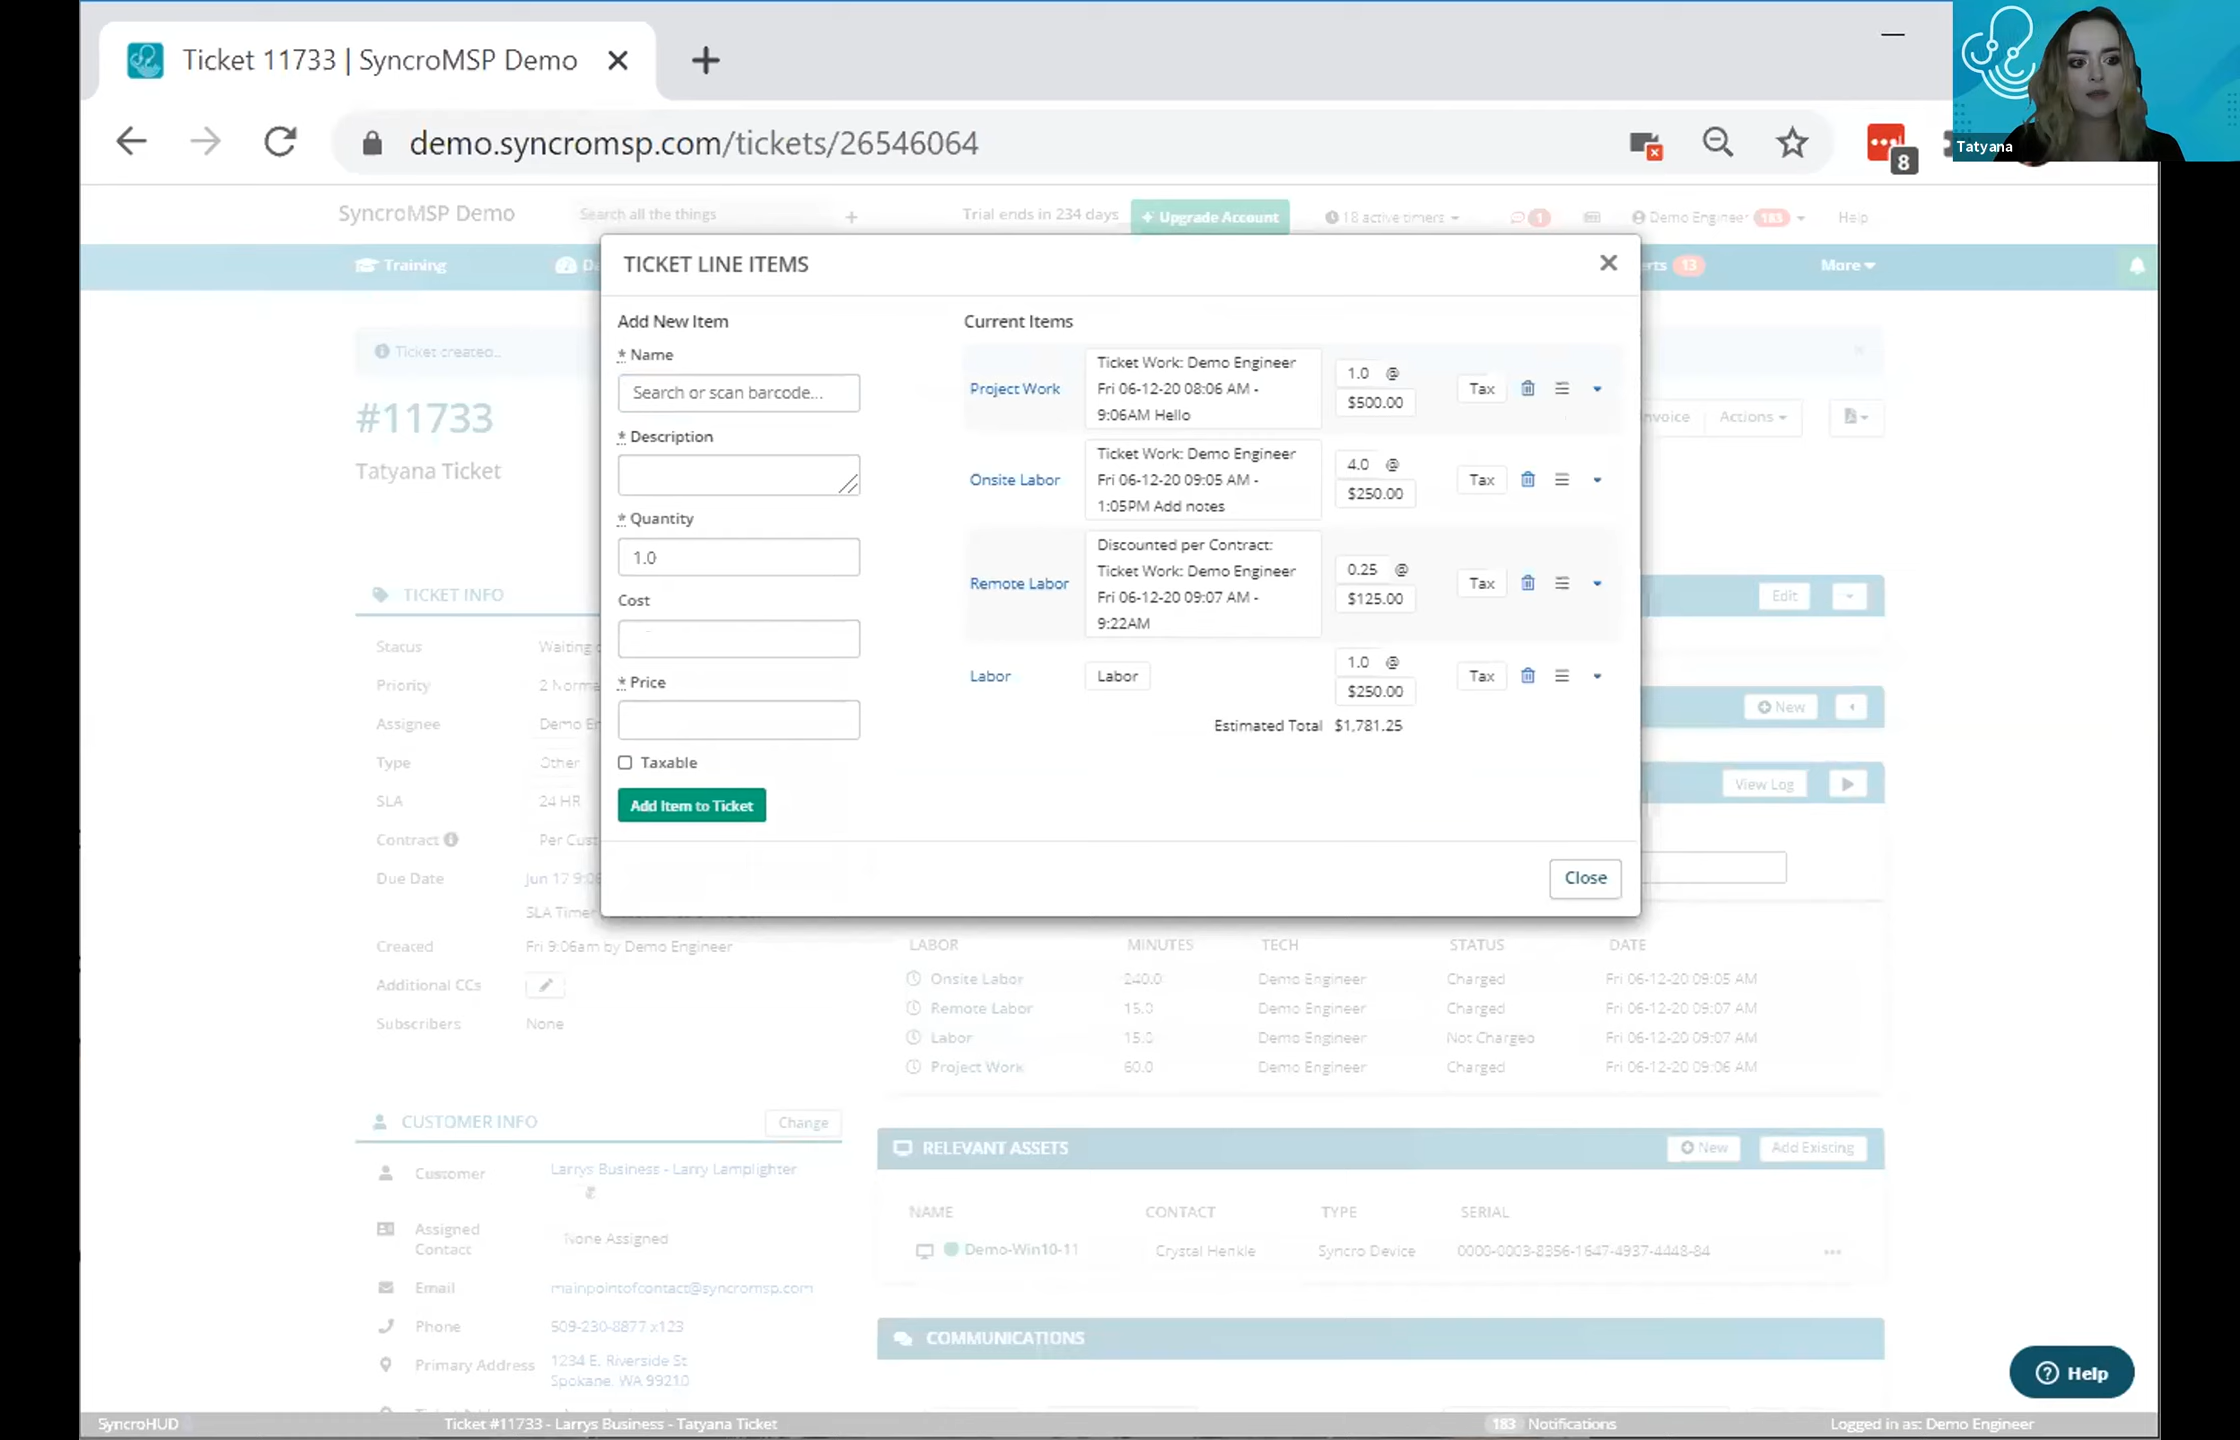 Ticket 11733 | SyncroMSP Demo
demo.syncromsp.com/tickets/26546064
8
Tatyana
SyncroMSP Demo
Search all the things
Trial ends in 234 days
Upgrade Account
18 active timers
1
Demo Engineer 183
Help
Training
13
More
TICKET LINE ITEMS
Add New Item
* Name
Search or scan barcode...
* Description
* Quantity
1.0
Cost
* Price
Taxable
Add Item to Ticket
Current Items
Project Work
Ticket Work: Demo Engineer
Fri 06-12-20 08:06 AM -
9:06AM Hello
1.0 @
$500.00
Tax
Onsite Labor
Ticket Work: Demo Engineer
Fri 06-12-20 09:05 AM -
1:05PM Add notes
4.0 @
$250.00
Tax
Remote Labor
Discounted per Contract:
Ticket Work: Demo Engineer
Fri 06-12-20 09:07 AM -
9:22AM
0.25 @
$125.00
Tax
Labor
Labor
1.0 @
$250.00
Tax
Estimated Total $1,781.25
Close
Ticket created...
#11733
Tatyana Ticket
Actions
TICKET INFO
Status
Priority
Assignee
Type Other
SLA 24 HR
Contract
Due Date
SLA Timer
Created Fri 9:06am by Demo Engineer
Additional CCs
Subscribers None
Edit
New
View Log
LABOR MINUTES TECH STATUS DATE
Onsite Labor 240.0 Demo Engineer Charged Fri 06-12-20 09:05 AM
Remote Labor 15.0 Demo Engineer Charged Fri 06-12-20 09:07 AM
Labor 15.0 Demo Engineer Not Charged Fri 06-12-20 09:07 AM
Project Work 60.0 Demo Engineer Charged Fri 06-12-20 09:06 AM
CUSTOMER INFO
Change
Customer Larrys Business - Larry Lamplighter
Assigned
Contact
None Assigned
Email mainpointofcontact@syncromsp.com
Phone 509-230-8877 x123
Primary Address 1234 E. Riverside St
Spokane, WA 99210
RELEVANT ASSETS
New
Add Existing
NAME CONTACT TYPE SERIAL
Demo-Win10-11 Crystal Henkle Syncro Device 0000-0003-8356-1647-4937-4448-84
COMMUNICATIONS
Help
SyncroHUD
Ticket #11733 - Larrys Business - Tatyana Ticket
183 Notifications
Logged in as: Demo Engineer